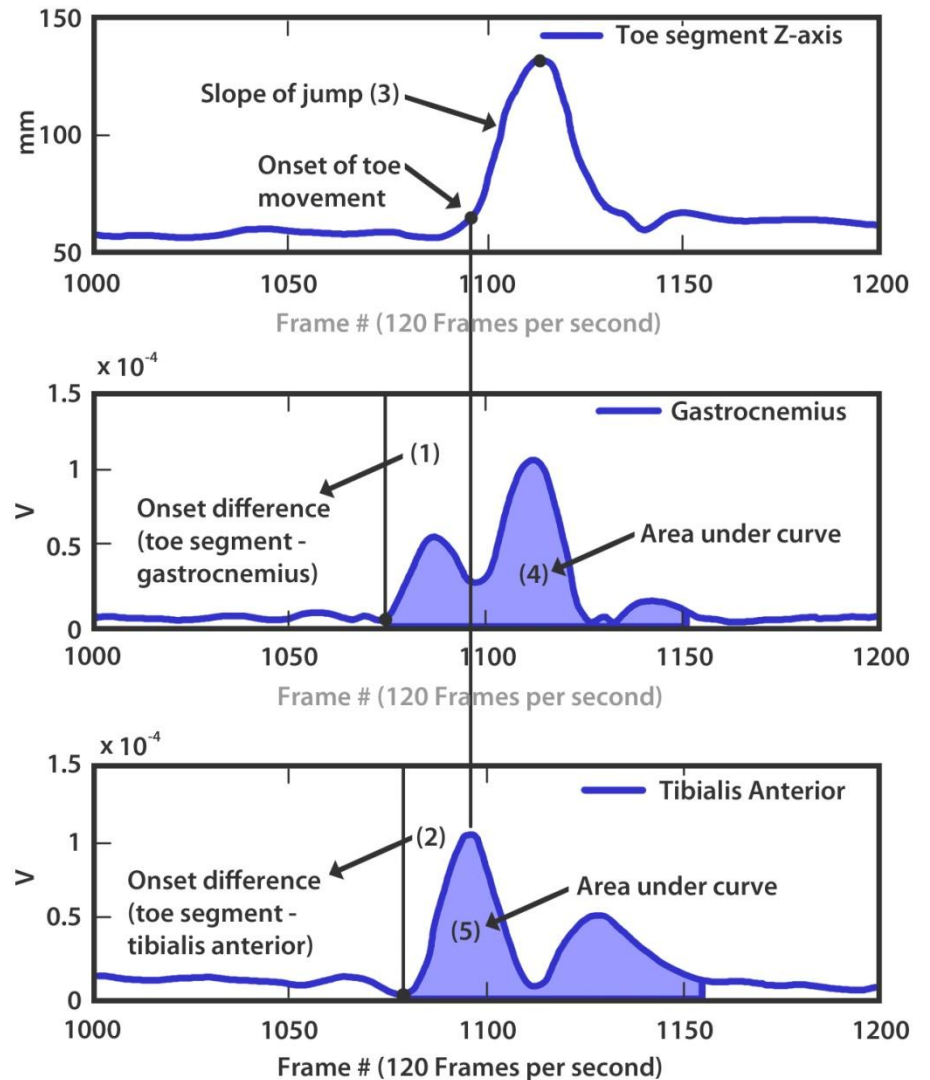 150
Toe segment Z-axis
Slope of jump (3)
mm
100
Onset of toe
movement
50
1000 1050 1100 1150 1200
Frame # (120 Frames per second)
x 10-4
1.5
Gastrocnemius
(1)
1
V
Onset difference
(toe segment -
gastrocnemius)
0.5
Area under curve
(4)
0
1000 1050 1100 1150 1200
Frame # (120 Frames per second)
x 10-4
1.5
Tibialis Anterior
1
(2)
V
Onset difference
(toe segment -
tibialis anterior)
Area under curve
0.5
(5)
0
1000 1050 1100 1150 1200
Frame # (120 Frames per second)